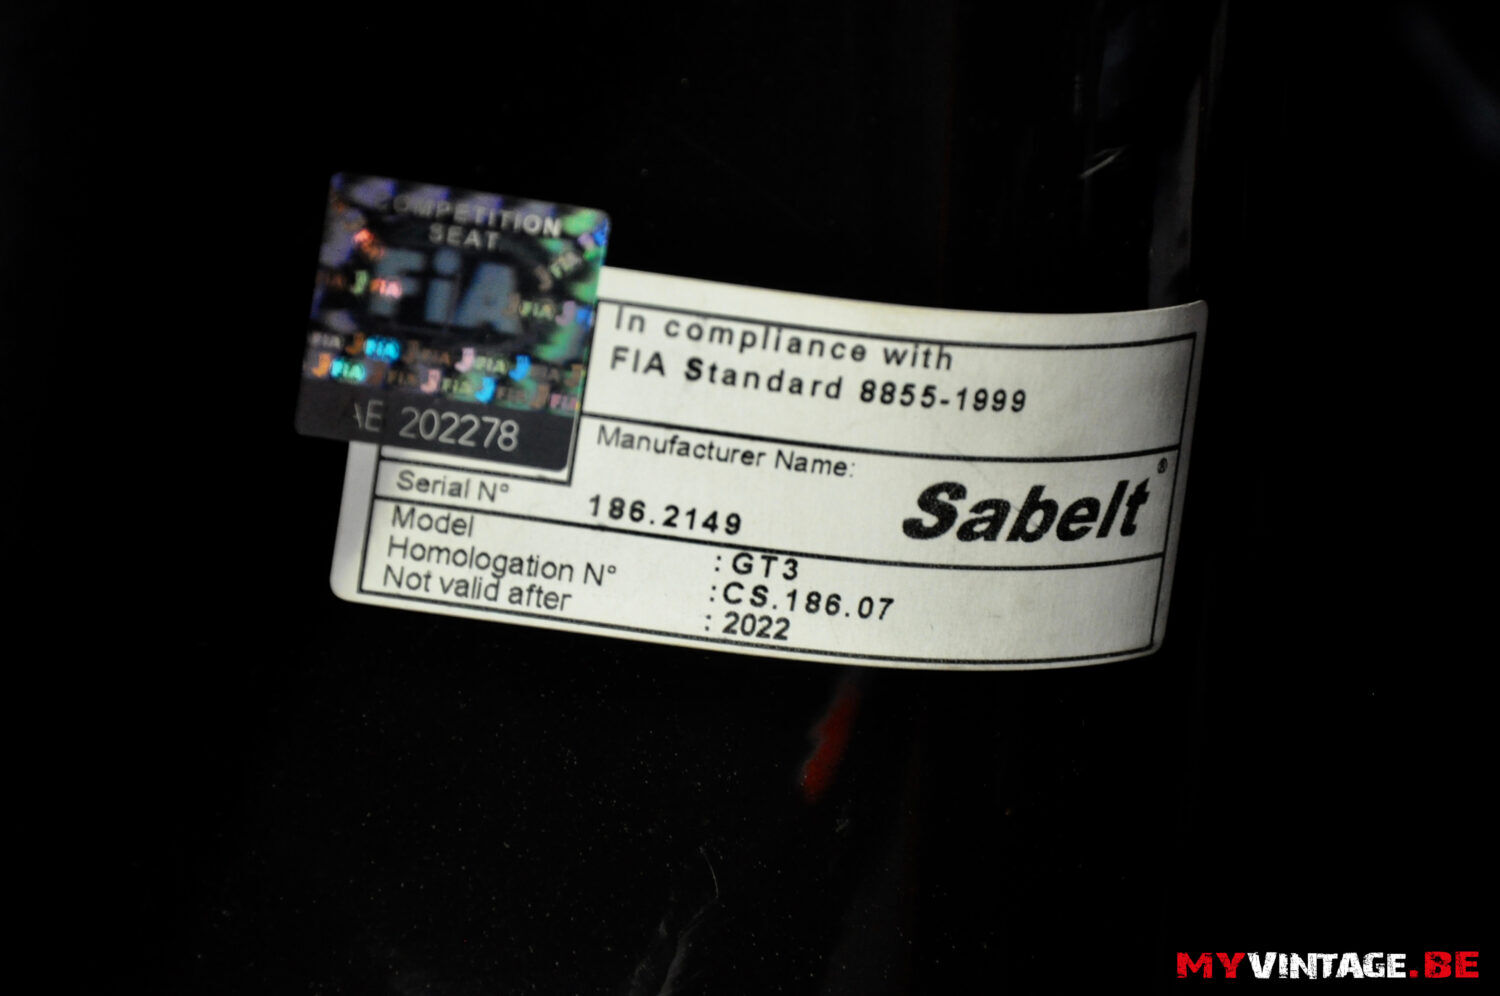 COMPETITION
SEAT
FiA
AE 202278
In compliance with
FIA Standard 8855-1999
Manufacturer Name:
Sabelt®
Serial N° 186.2149
Model : GT3
Homologation N° : CS.186.07
Not valid after : 2022
MYVINTAGE.BE